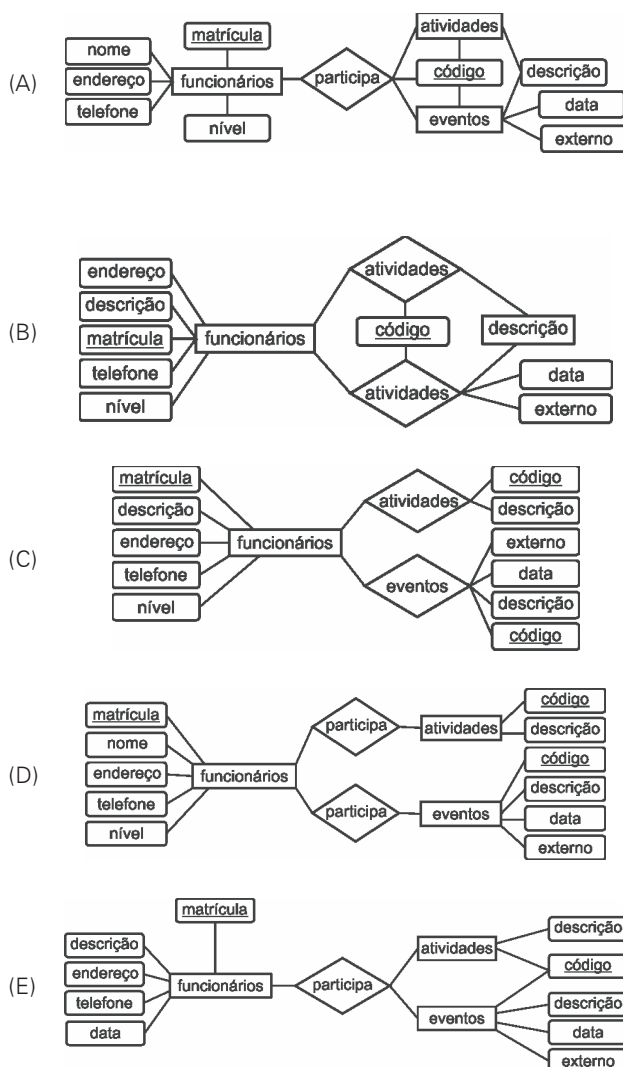 (A)
nome
endereço
telefone
matrícula
funcionários
nível
participa
atividades
código
eventos
descrição
data
externo
(B)
endereço
descrição
matrícula
telefone
nível
funcionários
atividades
código
atividades
descrição
data
externo
(C)
matrícula
descrição
endereço
telefone
nível
funcionários
atividades
eventos
código
descrição
externo
data
descrição
código
(D)
matrícula
nome
endereço
telefone
nível
funcionários
participa
atividades
código
descrição
participa
eventos
código
descrição
data
externo
(E)
matrícula
descrição
endereço
telefone
data
funcionários
participa
atividades
eventos
descrição
código
descrição
data
externo